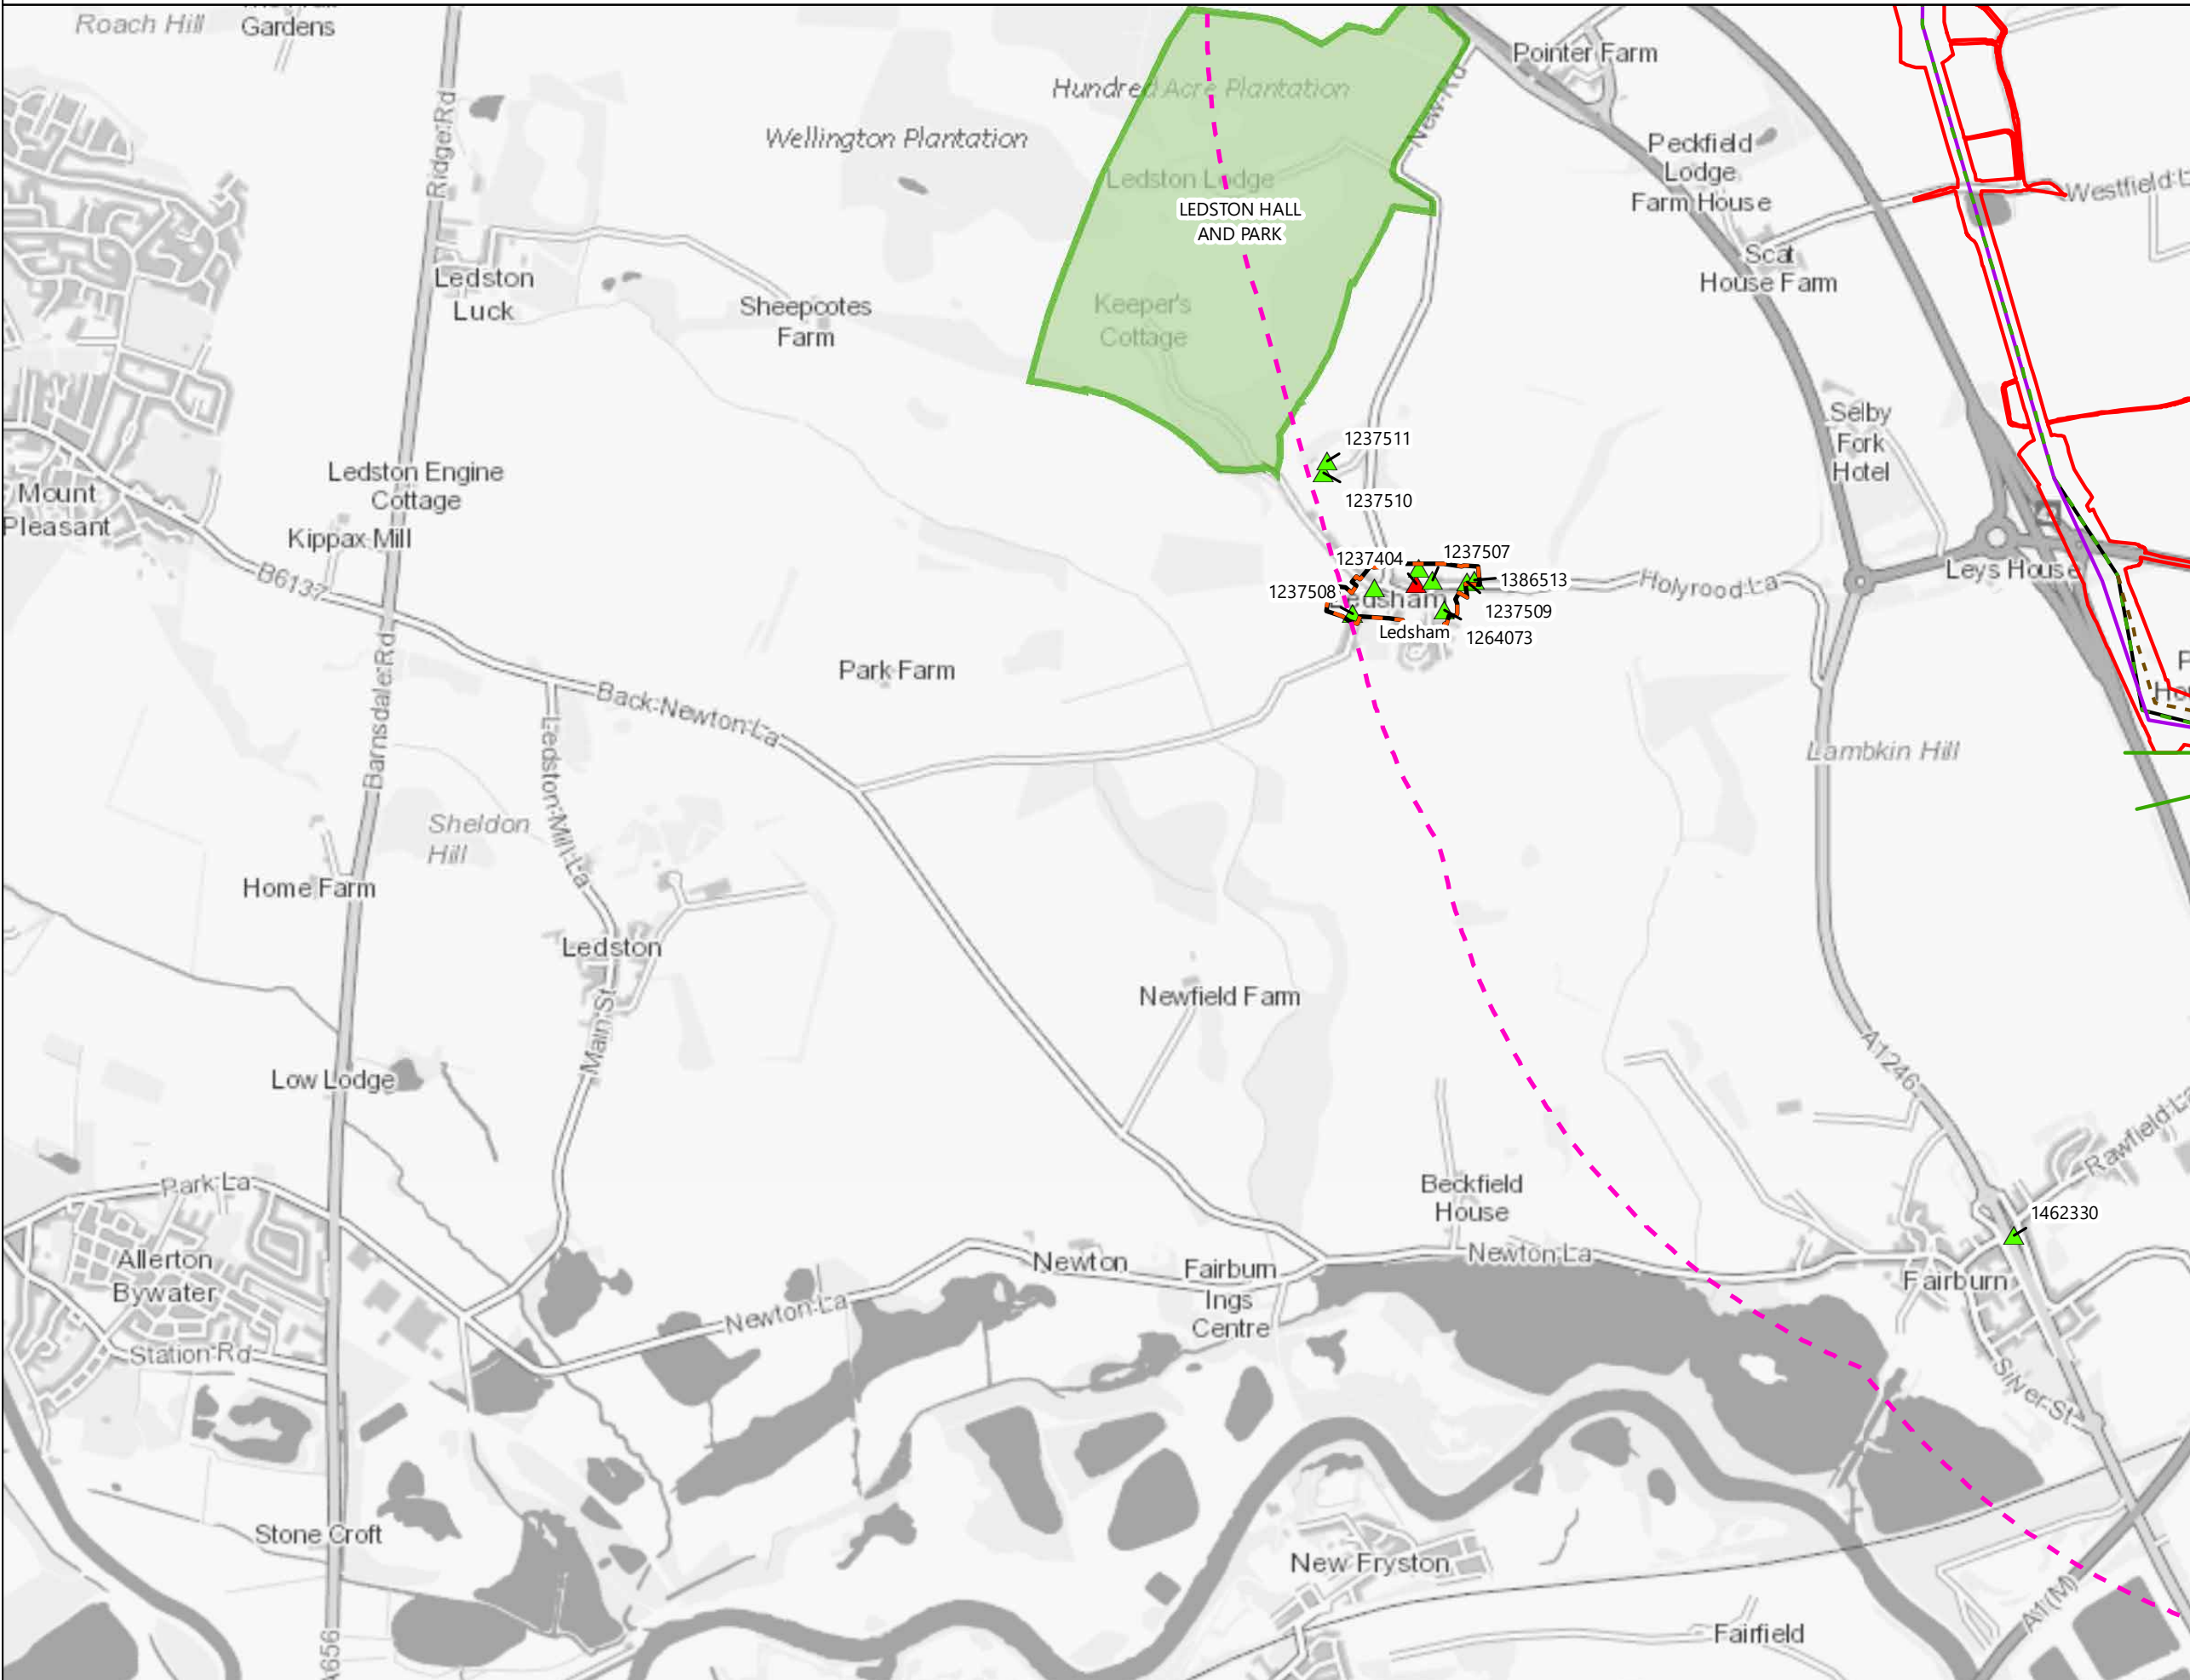 Roach Hill
Gardens
Ridge Rd
Hundred Acre Plantation
Wellington Plantation
New Rd
Pointer Farm
Peckfield
Lodge
Farm House
Westfield L
Ledston Lodge
LEDSTON HALL
AND PARK
Scat
House Farm
Ledston
Luck
Sheepcotes
Farm
Keeper's
Cottage
Selby
Fork
Hotel
1237511
1237510
Ledston Engine
Cottage
Mount
Pleasant
Kippax Mill
B6137
1237404
1237507
1386513
1237508
Ledsham
1237509
Ledsham
1264073
Holyrood La
Leys House
Park Farm
Back Newton La
Barnsdale Rd
Ledston Mill La
Lambkin Hill
Sheldon
Hill
Home Farm
Ledston
Main St
Newfield Farm
Low Lodge
A1246
Rawfield La
Park La
Beckfield
House
1462330
Allerton
Bywater
Newton
Newton La
Fairburn
Ings
Centre
Fairburn
Newton La
Station Rd
Silver St
Stone Croft
New Fryston
A1(M)
Fairfield
A656